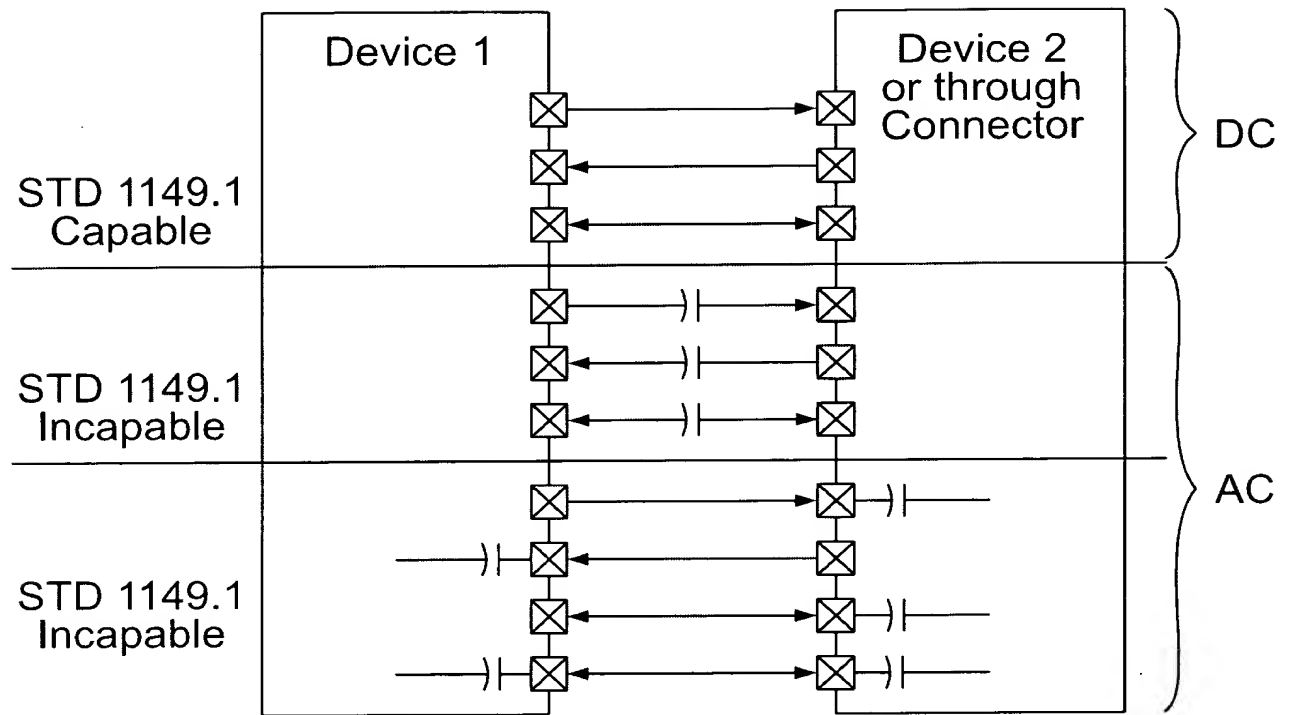 Device 1
Device 2
or through
Connector
DC
STD 1149.1
Capable
STD 1149.1
Incapable
AC
STD 1149.1
Incapable